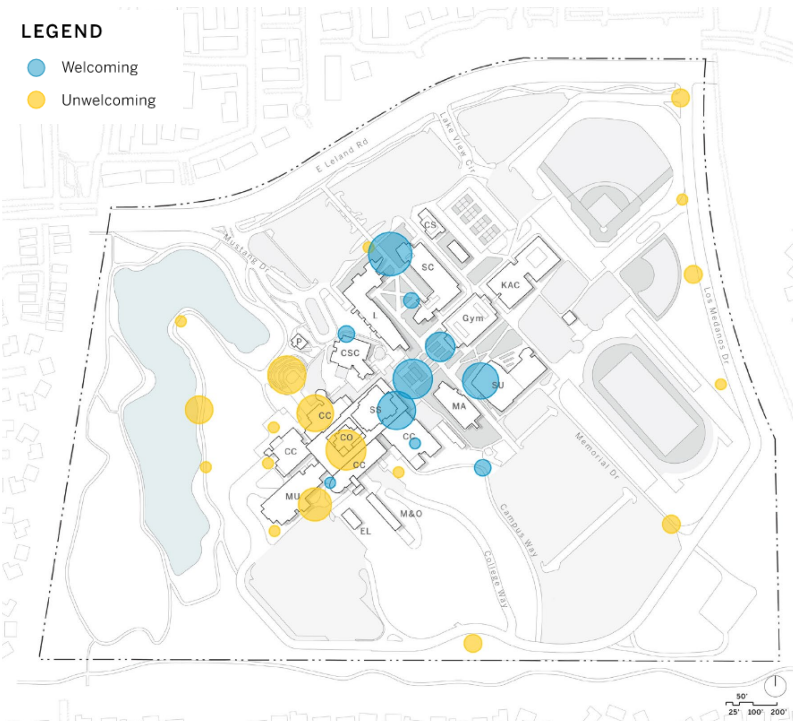 LEGEND
Welcoming
Unwelcoming
E Leland Rd
Lake View Cir
Mustang Dr
CS
SC
KAC
L
Gym
P
CSC
Los Medanos Dr
SU
CC
SS
MA
CO
CC
CC
CC
Memorial Dr
MU
M&O
EL
Campus Way
College Way
50'
25' 100' 200'